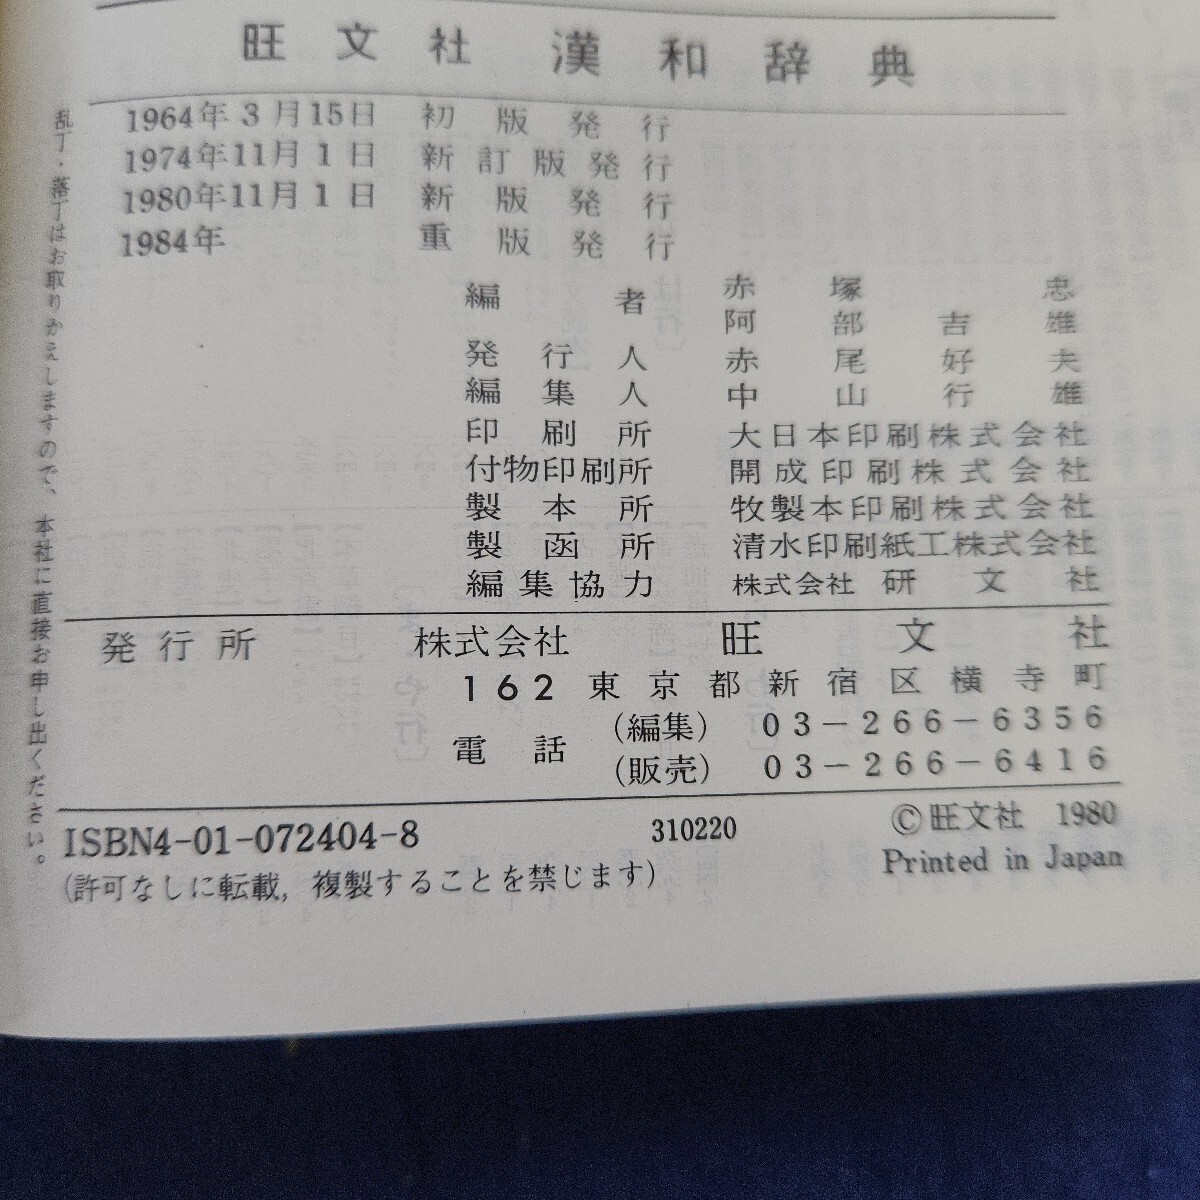 旺文社 漢和辞典
1964年3月15日 初版発行
1974年11月1日 新訂版発行
1980年11月1日 新版発行
1984年 重版発行
編者 赤塚忠
阿部吉雄
発行人 赤尾好夫
編集人 中山行雄
印刷所 大日本印刷株式会社
付物印刷所 開成印刷株式会社
製本所 牧製本印刷株式会社
製函所 清水印刷紙工株式会社
編集協力 株式会社 研文社
発行所 株式会社 旺文社
162 東京都新宿区横寺町
電話 (編集) 03-266-6356
(販売) 03-266-6416
ISBN4-01-072404-8 310220 ©旺文社 1980
(許可なしに転載, 複製することを禁じます) Printed in Japan
乱丁・落丁はお取りかえしますので、本社に直接お申し出ください。